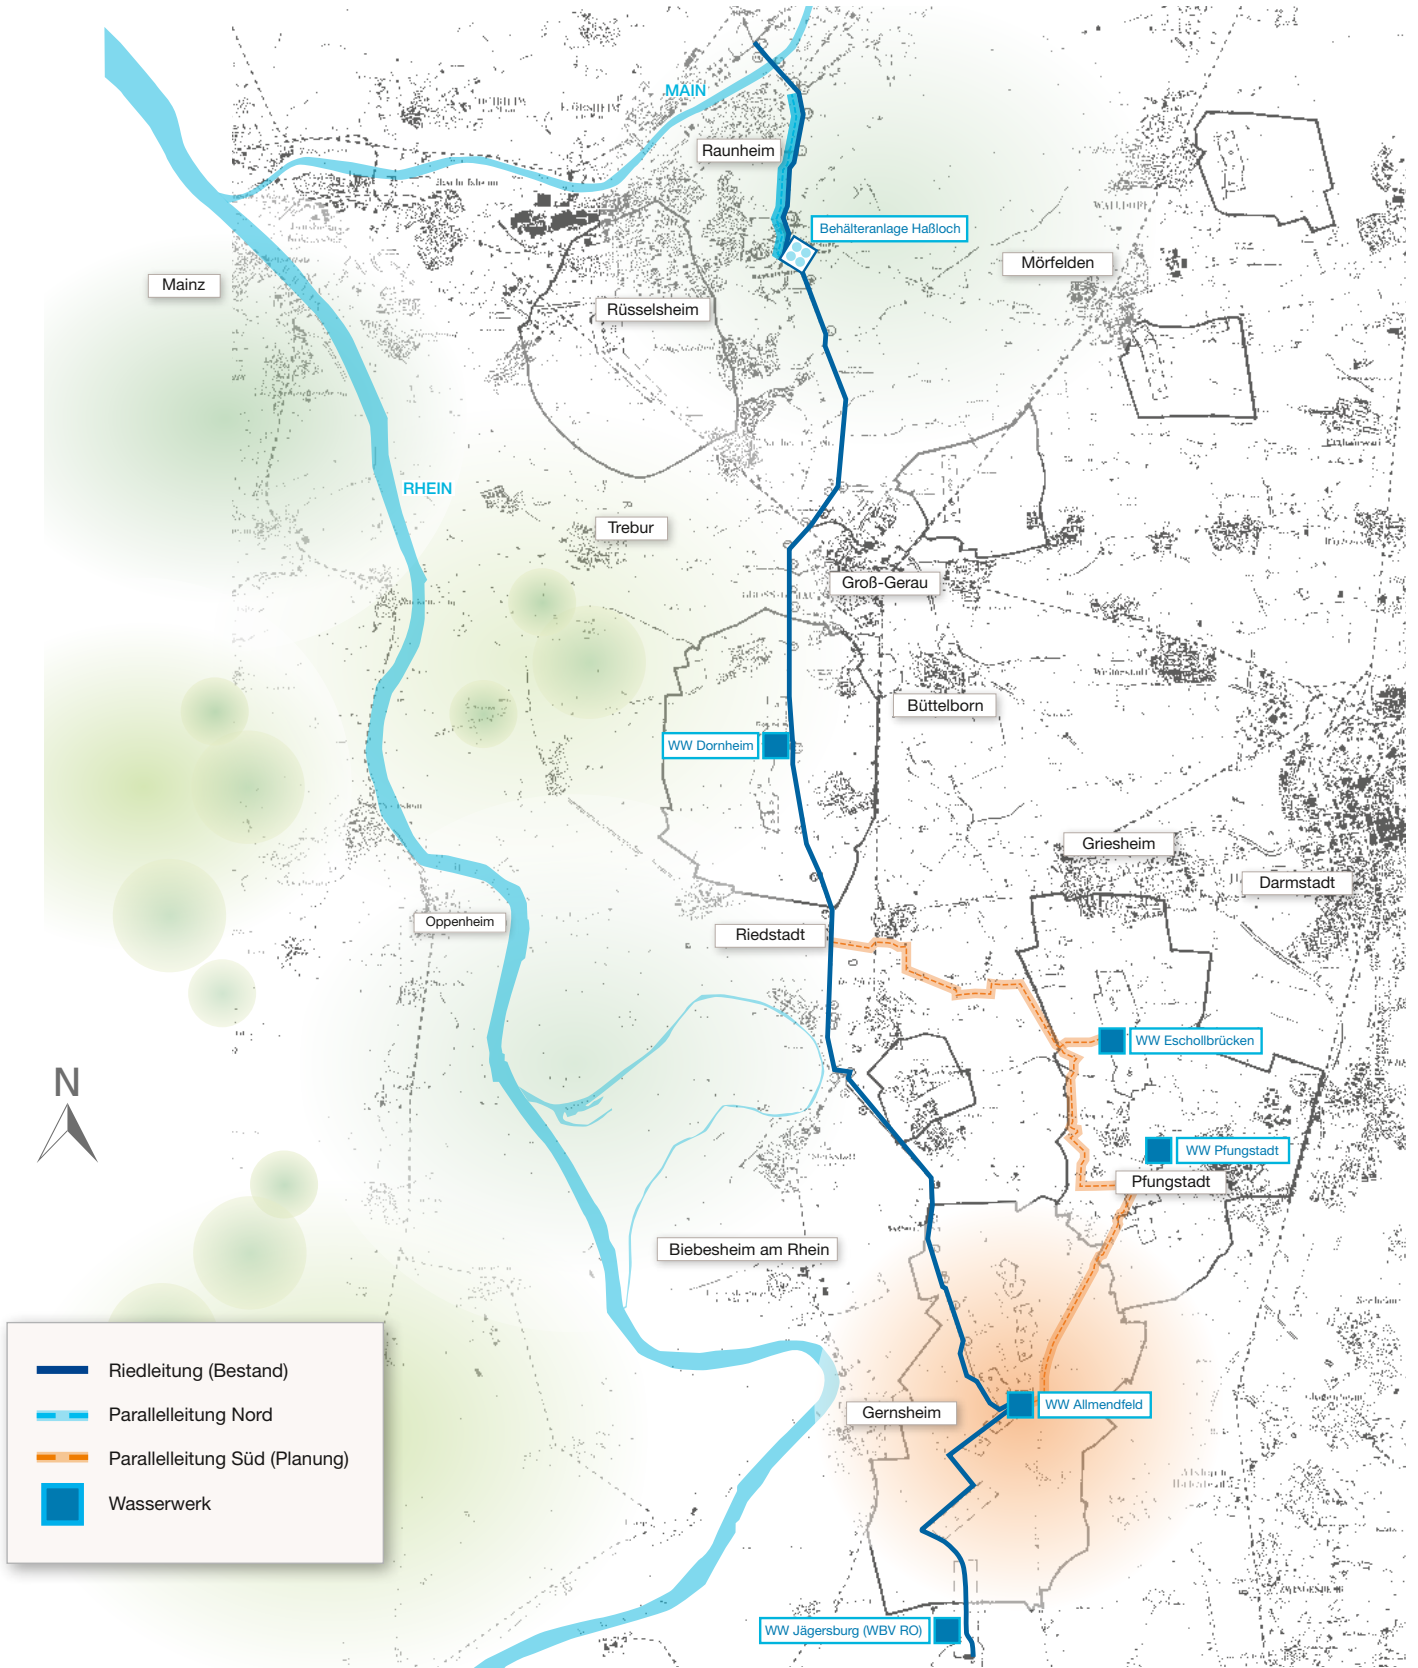 MAIN
Raunheim
Behälteranlage Haßloch
Mörfelden
Mainz
Rüsselsheim
RHEIN
Trebur
Groß-Gerau
Büttelborn
WW Dornheim
Griesheim
Darmstadt
Oppenheim
Riedstadt
WW Eschollbrücken
N
WW Pfungstadt
Pfungstadt
Biebesheim am Rhein
Riedleitung (Bestand)
Parallelleitung Nord
Gernsheim
WW Allmendfeld
Parallelleitung Süd (Planung)
Wasserwerk
WW Jägersburg (WBV RO)